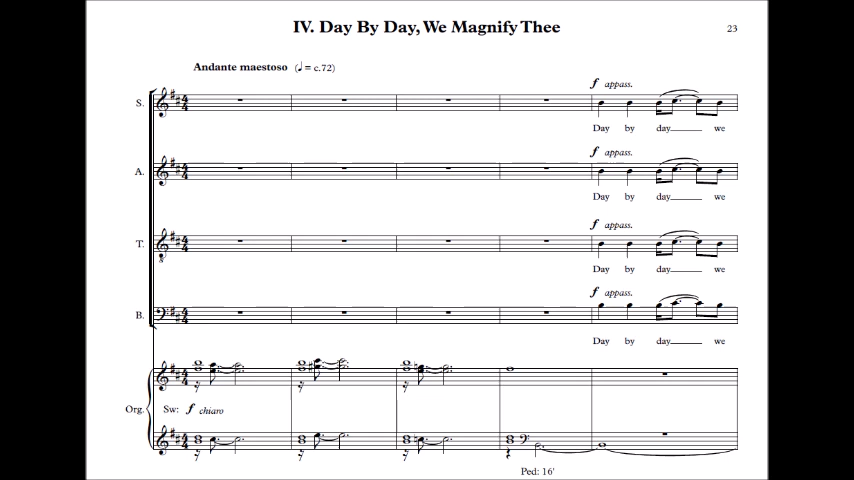 IV. Day By Day, We Magnify Thee
23
Andante maestoso (♩ = c.72)
f appass.
S.
Day by day we
f appass.
A.
Day by day we
f appass.
T.
Day by day we
f appass.
B.
Day by day we
Org. Sw: f chiaro
Ped: 16'